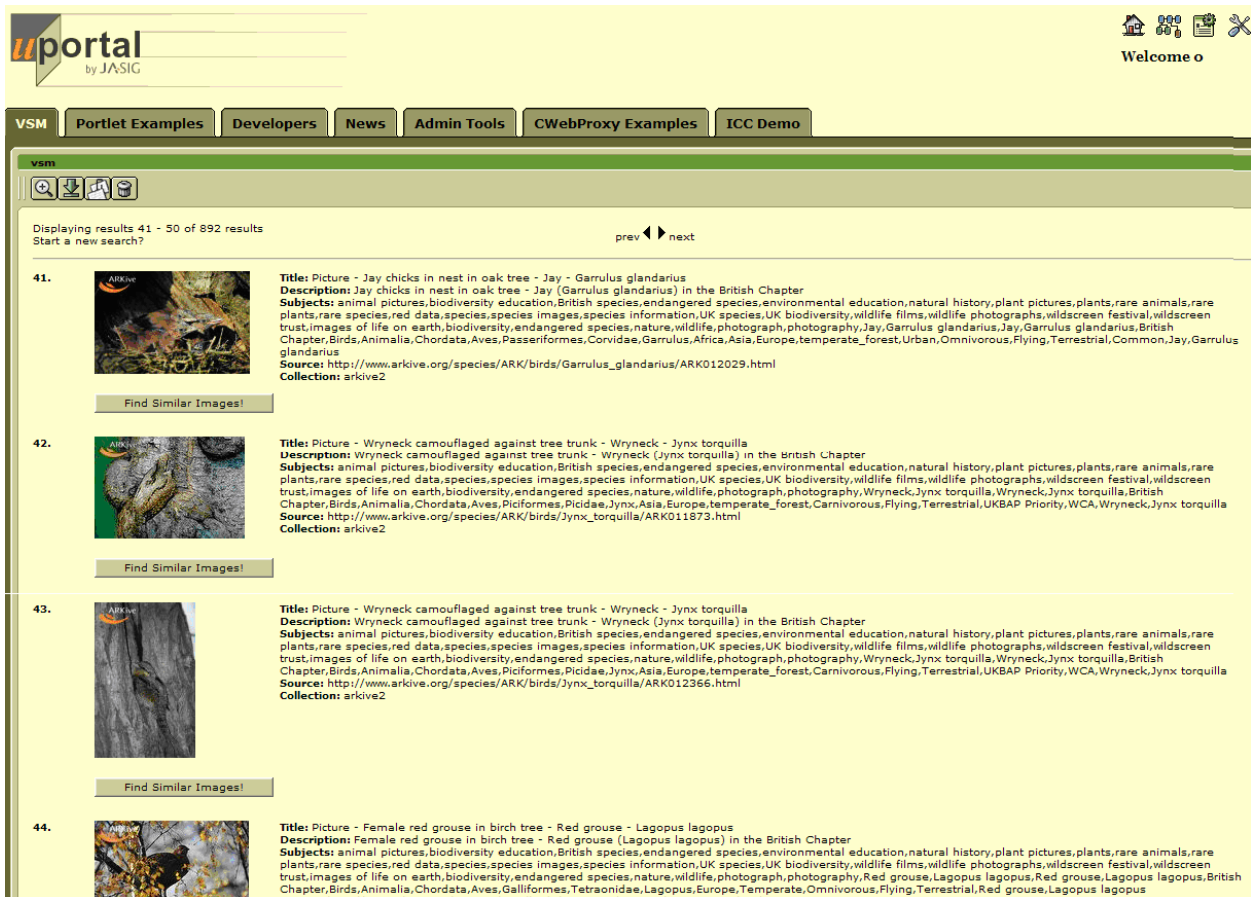 uportal
by JA-SIG
Welcome o
VSM Portlet Examples Developers News Admin Tools CWebProxy Examples ICC Demo
vsm
Displaying results 41 - 50 of 892 results
Start a new search?
prev next
41.
ARKive
Title: Picture - Jay chicks in nest in oak tree - Jay - Garrulus glandarius
Description: Jay chicks in nest in oak tree - Jay (Garrulus glandarius) in the British Chapter
Subjects: animal pictures,biodiversity education,British species,endangered species,environmental education,natural history,plant pictures,plants,rare animals,rare
plants,rare species,red data,species,species images,species information,UK species,UK biodiversity,wildlife films,wildlife photographs,wildscreen festival,wildscreen
trust,images of life on earth,biodiversity,endangered species,nature,wildlife,photograph,photography,Jay,Garrulus glandarius,Jay,Garrulus glandarius,British
Chapter,Birds,Animalia,Chordata,Aves,Passeriformes,Corvidae,Garrulus,Africa,Asia,Europe,temperate_forest,Urban,Omnivorous,Flying,Terrestrial,Common,Jay,Garrulus
glandarius
Source: http://www.arkive.org/species/ARK/birds/Garrulus_glandarius/ARK012029.html
Collection: arkive2
Find Similar Images!
42.
ARKive
Title: Picture - Wryneck camouflaged against tree trunk - Wryneck - Jynx torquilla
Description: Wryneck camouflaged against tree trunk - Wryneck (Jynx torquilla) in the British Chapter
Subjects: animal pictures,biodiversity education,British species,endangered species,environmental education,natural history,plant pictures,plants,rare animals,rare
plants,rare species,red data,species,species images,species information,UK species,UK biodiversity,wildlife films,wildlife photographs,wildscreen festival,wildscreen
trust,images of life on earth,biodiversity,endangered species,nature,wildlife,photograph,photography,Wryneck,Jynx torquilla,Wryneck,Jynx torquilla,British
Chapter,Birds,Animalia,Chordata,Aves,Piciformes,Picidae,Jynx,Asia,Europe,temperate_forest,Carnivorous,Flying,Terrestrial,UKBAP Priority,WCA,Wryneck,Jynx torquilla
Source: http://www.arkive.org/species/ARK/birds/Jynx_torquilla/ARK011873.html
Collection: arkive2
Find Similar Images!
43.
ARKive
Title: Picture - Wryneck camouflaged against tree trunk - Wryneck - Jynx torquilla
Description: Wryneck camouflaged against tree trunk - Wryneck (Jynx torquilla) in the British Chapter
Subjects: animal pictures,biodiversity education,British species,endangered species,environmental education,natural history,plant pictures,plants,rare animals,rare
plants,rare species,red data,species,species images,species information,UK species,UK biodiversity,wildlife films,wildlife photographs,wildscreen festival,wildscreen
trust,images of life on earth,biodiversity,endangered species,nature,wildlife,photograph,photography,Wryneck,Jynx torquilla,Wryneck,Jynx torquilla,British
Chapter,Birds,Animalia,Chordata,Aves,Piciformes,Picidae,Jynx,Asia,Europe,temperate_forest,Carnivorous,Flying,Terrestrial,UKBAP Priority,WCA,Wryneck,Jynx torquilla
Source: http://www.arkive.org/species/ARK/birds/Jynx_torquilla/ARK012366.html
Collection: arkive2
Find Similar Images!
44.
ARKive
Title: Picture - Female red grouse in birch tree - Red grouse - Lagopus lagopus
Description: Female red grouse in birch tree - Red grouse (Lagopus lagopus) in the British Chapter
Subjects: animal pictures,biodiversity education,British species,endangered species,environmental education,natural history,plant pictures,plants,rare animals,rare
plants,rare species,red data,species,species images,species information,UK species,UK biodiversity,wildlife films,wildlife photographs,wildscreen festival,wildscreen
trust,images of life on earth,biodiversity,endangered species,nature,wildlife,photograph,photography,Red grouse,Lagopus lagopus,Red grouse,Lagopus lagopus,British
Chapter,Birds,Animalia,Chordata,Aves,Galliformes,Tetraonidae,Lagopus,Europe,Temperate,Omnivorous,Flying,Terrestrial,Red grouse,Lagopus lagopus